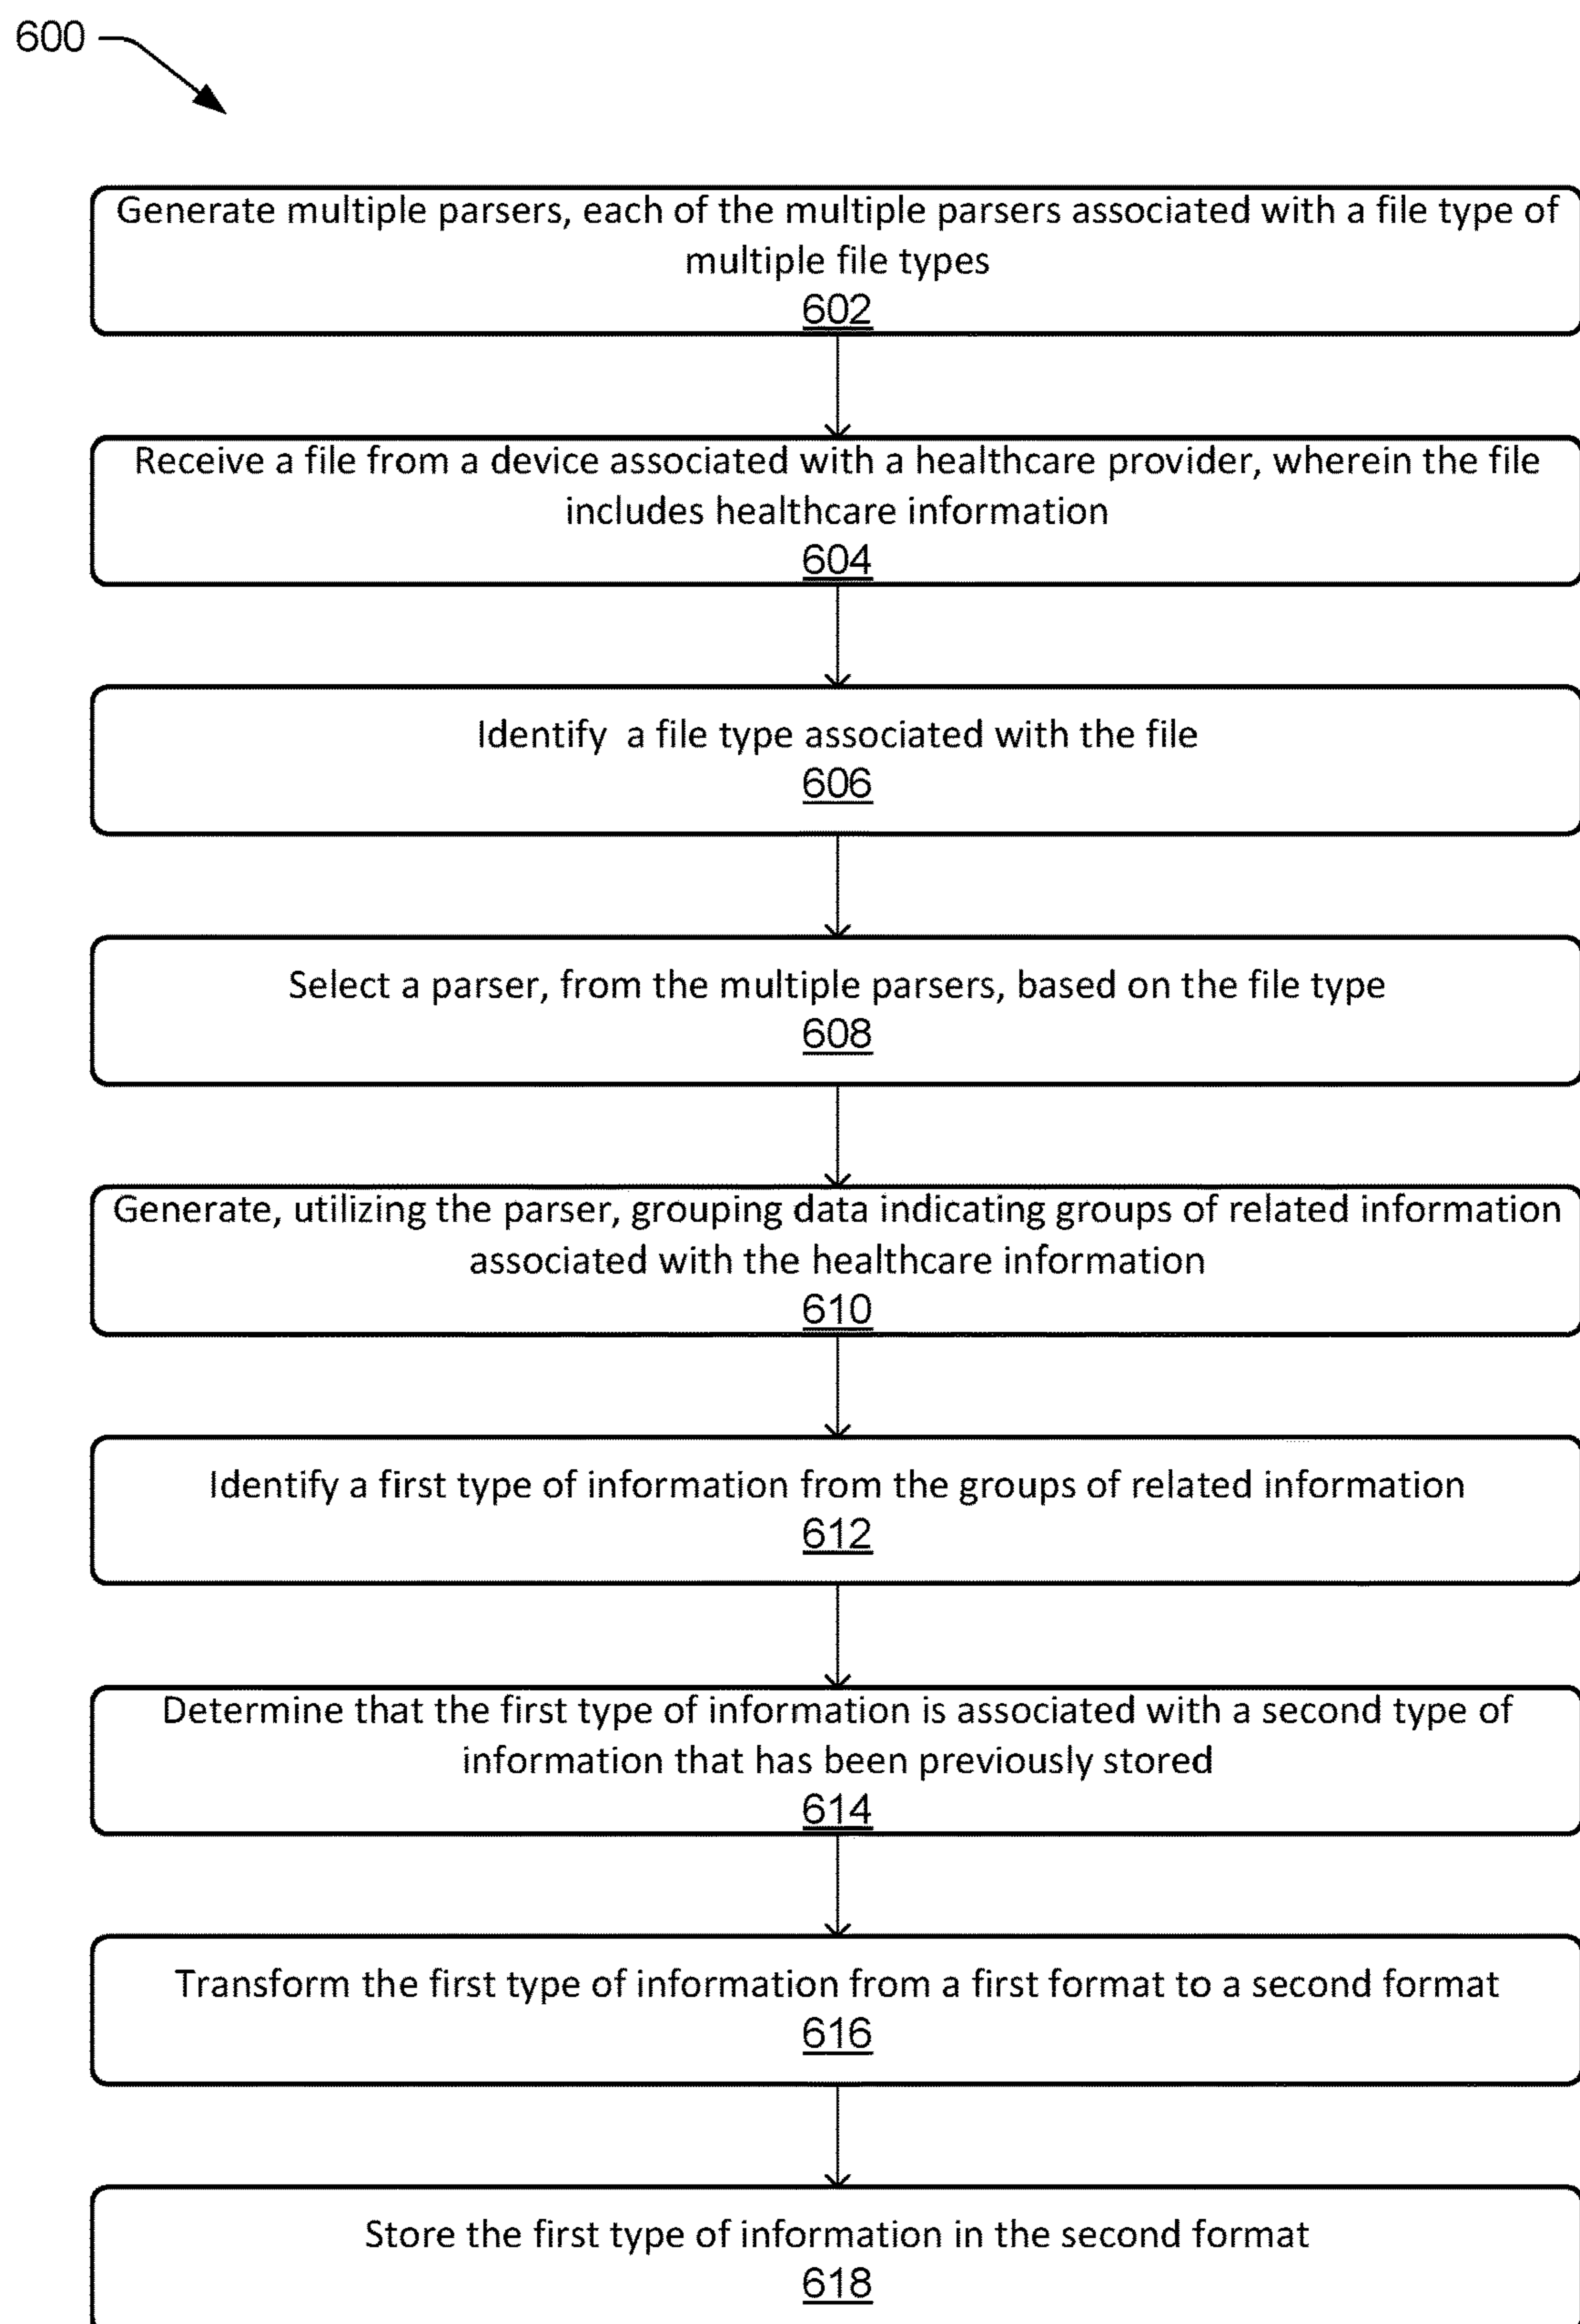 600
Generate multiple parsers, each of the multiple parsers associated with a file type of
multiple file types
602
Receive a file from a device associated with a healthcare provider, wherein the file
includes healthcare information
604
Identify  a file type associated with the file
606
Select a parser, from the multiple parsers, based on the file type
608
Generate, utilizing the parser, grouping data indicating groups of related information
associated with the healthcare information
610
Identify a first type of information from the groups of related information
612
Determine that the first type of information is associated with a second type of
information that has been previously stored
614
Transform the first type of information from a first format to a second format
616
Store the first type of information in the second format
618